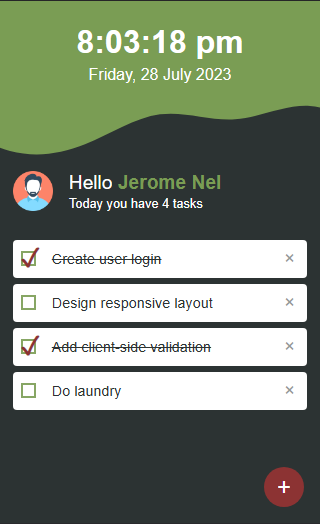 8:03:18 pm
Friday, 28 July 2023
Hello Jerome Nel
Today you have 4 tasks
Create user login ×
Design responsive layout ×
Add client-side validation ×
Do laundry ×
+